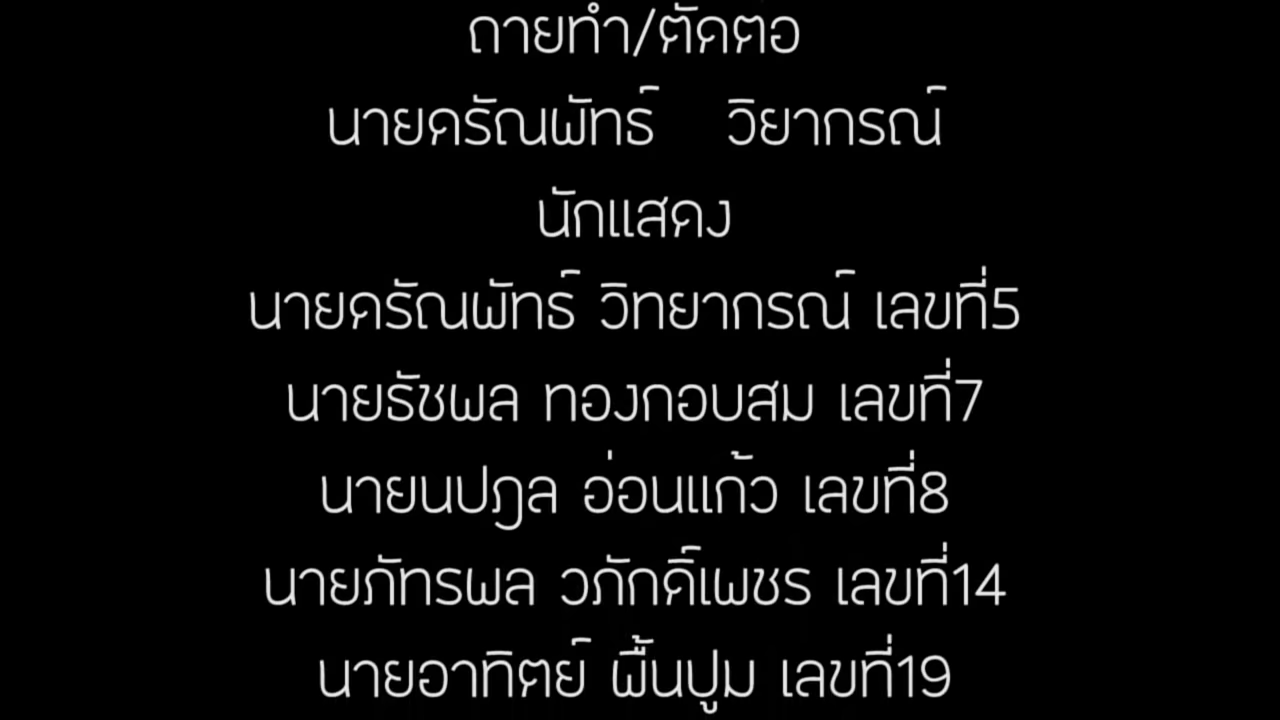 ถายทำ/ตัดตอ
นายดรัณพัทธ์ วิยากรณ์
นักแสดง
นายดรัณพัทธ์ วิทยากรณ์ เลขที่5
นายรัชพล ทองกอบสม เลขที่7
นายนปฎล อ่อนแก้ว เลขที่8
นายภัทรพล วภักดิ์เพชร เลขที่14
นายอาทิตย์ พื้นปูม เลขที่19